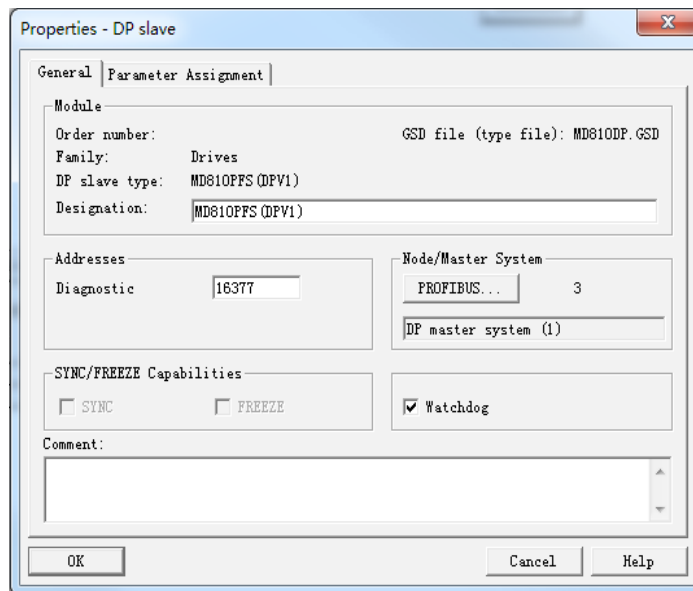 Properties - DP slave
General Parameter Assignment
Module
Order number: GSD file (type file): MD810DP.GSD
Family: Drives
DP slave type: MD810PFS(DPV1)
Designation: MD810PFS(DPV1)
Addresses
Diagnostic 16377
Node/Master System
PROFIBUS... 3
DP master system (1)
SYNC/FREEZE Capabilities
SYNC FREEZE
Watchdog
Comment:
OK Cancel Help